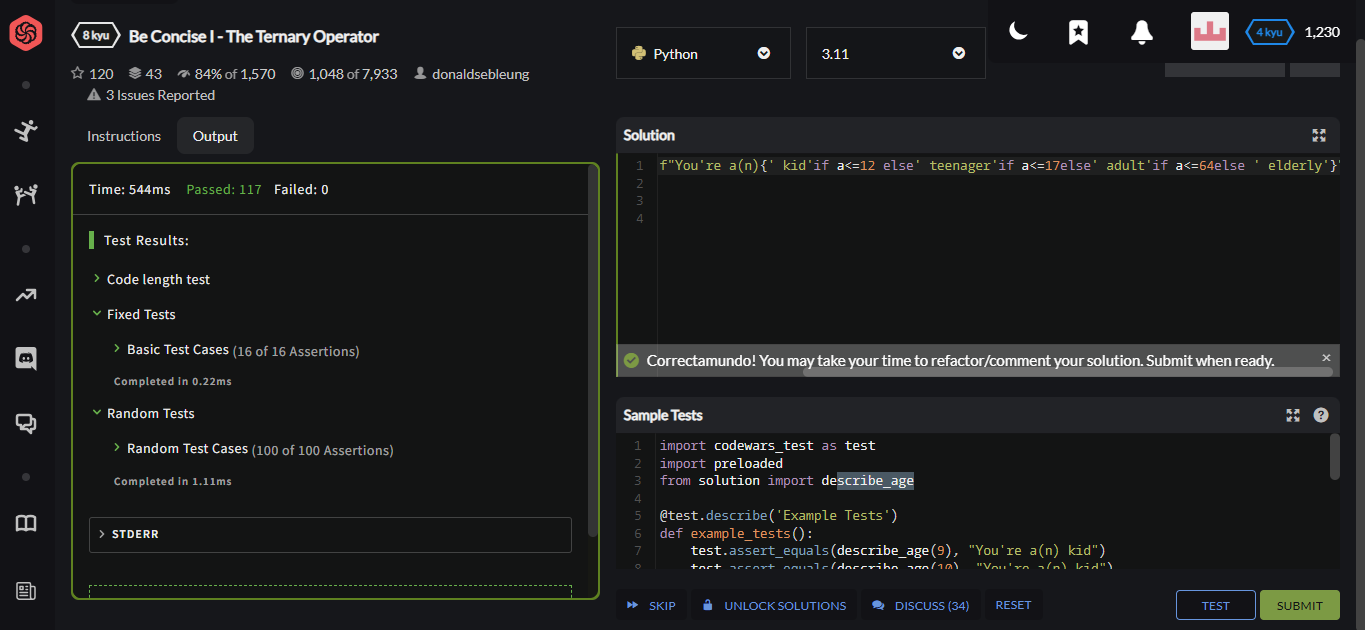 8 kyu Be Concise I - The Ternary Operator
120 43 84% of 1,570 1,048 of 7,933 donaldsebleung
3 Issues Reported
Instructions Output
Time: 544ms Passed: 117 Failed: 0
Test Results:
Code length test
Fixed Tests
Basic Test Cases (16 of 16 Assertions)
Completed in 0.22ms
Random Tests
Random Test Cases (100 of 100 Assertions)
Completed in 1.11ms
STDERR
Python 3.11
4 kyu 1,230
Solution
1 f"You're a(n){' kid'if a<=12 else' teenager'if a<=17else' adult'if a<=64else ' elderly'}
2
3
4
Correctamundo! You may take your time to refactor/comment your solution. Submit when ready.
Sample Tests
1 import codewars_test as test
2 import preloaded
3 from solution import describe_age
4
5 @test.describe('Example Tests')
6 def example_tests():
7 test.assert_equals(describe_age(9), "You're a(n) kid")
8 test.assert_equals(describe_age(10), "You're a(n) kid")
SKIP UNLOCK SOLUTIONS DISCUSS (34) RESET TEST SUBMIT